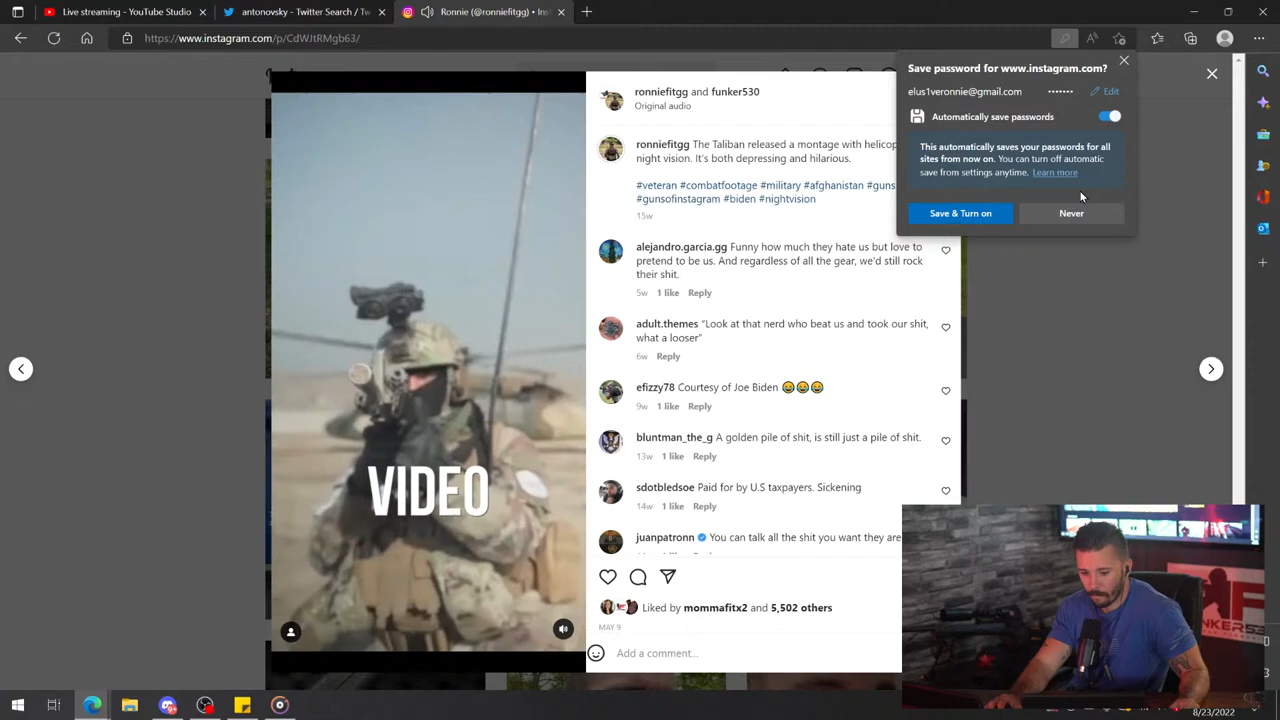 Live streaming - YouTube Studio
antonovsky - Twitter Search / Tw
Ronnie (@ronniefitgg) • Ins
https://www.instagram.com/p/CdWJtRMgb63/
Save password for www.instagram.com?
elus1veronnie@gmail.com ••••••• Edit
Automatically save passwords
This automatically saves your passwords for all
sites from now on. You can turn off automatic
save from settings anytime. Learn more
Save & Turn on
Never
ronniefitgg and funker530
Original audio
ronniefitgg The Taliban released a montage with helicop
night vision. It's both depressing and hilarious.
#veteran #combatfootage #military #afghanistan #guns
#gunsofinstagram #biden #nightvision
15w
alejandro.garcia.gg Funny how much they hate us but love to
pretend to be us. And regardless of all the gear, we'd still rock
their shit.
5w 1 like Reply
adult.themes "Look at that nerd who beat us and took our shit,
what a looser"
6w Reply
efizzy78 Courtesy of Joe Biden 😂😂😂
9w 1 like Reply
bluntman_the_g A golden pile of shit, is still just a pile of shit.
13w 1 like Reply
sdotbledsoe Paid for by U.S taxpayers. Sickening
14w 1 like Reply
juanpatronn You can talk all the shit you want they are
Liked by mommafitx2 and 5,502 others
MAY 9
Add a comment...
VIDEO
8/23/2022